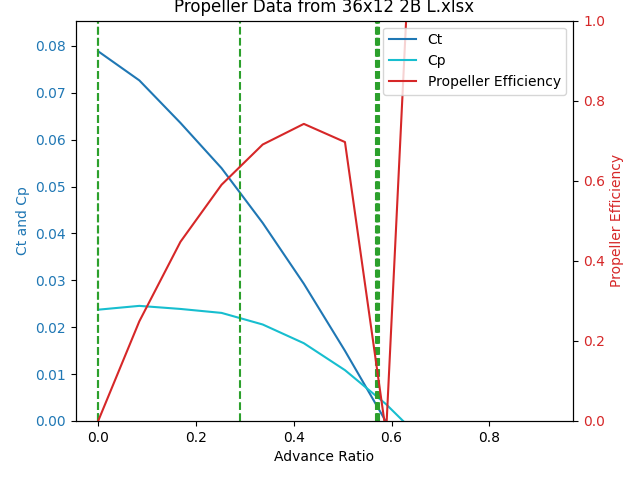 Propeller Data from 36x12 2B L.xlsx
Ct
Cp
Propeller Efficiency
0.08
0.07
0.06
0.05
0.04
0.03
0.02
0.01
0.00
Ct and Cp
1.0
0.8
0.6
0.4
0.2
0.0
Propeller Efficiency
0.0 0.2 0.4 0.6 0.8
Advance Ratio